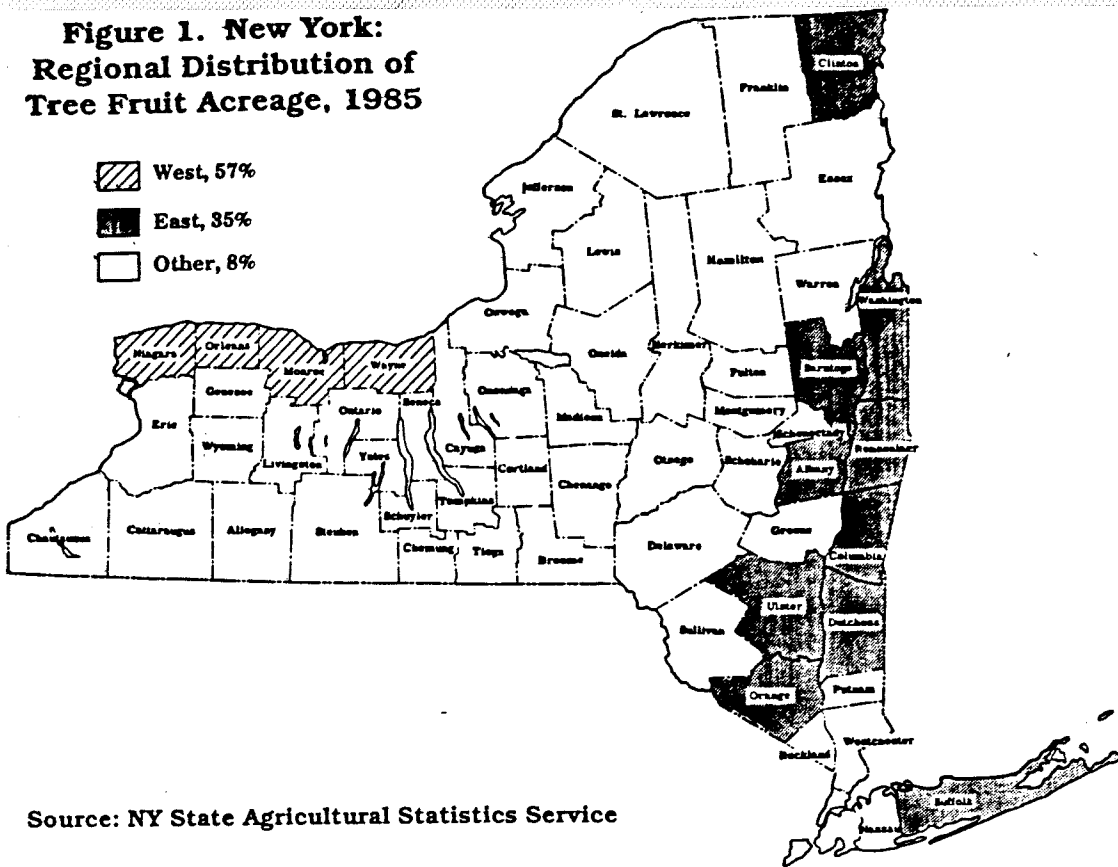 Figure 1. New York:
Regional Distribution of
Tree Fruit Acreage, 1985
West, 57%
East, 35%
Other, 8%
Clinton
Franklin
St. Lawrence
Essex
Jefferson
Lewis
Hamilton
Warren
Washington
Oswego
Oneida
Herkimer
Saratoga
Fulton
Niagara
Orleans
Monroe
Wayne
Genesee
Onondaga
Madison
Montgomery
Schenectady
Rensselaer
Erie
Wyoming
Livingston
Ontario
Seneca
Yates
Cayuga
Cortland
Chenango
Otsego
Schoharie
Albany
Chautauqua
Cattaraugus
Allegany
Steuben
Schuyler
Tompkins
Chemung
Tioga
Broome
Delaware
Greene
Columbia
Ulster
Dutchess
Sullivan
Orange
Putnam
Rockland
Westchester
Suffolk
Nassau
Source: NY State Agricultural Statistics Service